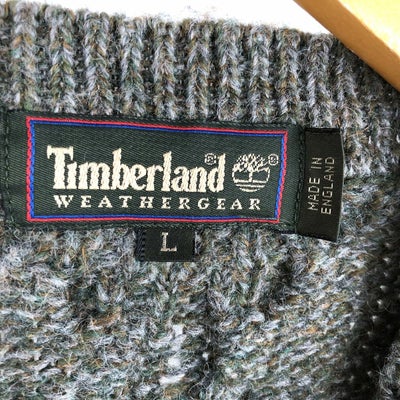 Timberland®
WEATHERGEAR
MADE IN
ENGLAND
L